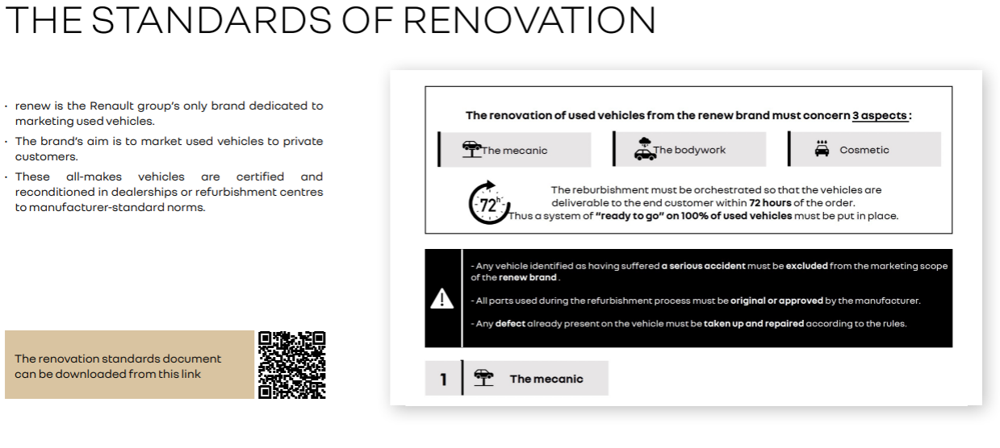 THE STANDARDS OF RENOVATION
· renew is the Renault group's only brand dedicated to
marketing used vehicles.
· The brand's aim is to market used vehicles to private
customers.
· These all-makes vehicles are certified and
reconditioned in dealerships or refurbishment centres
to manufacturer-standard norms.
The renovation standards document
can be downloaded from this link
The renovation of used vehicles from the renew brand must concern 3 aspects :
The mecanic
The bodywork
Cosmetic
72h
The reburbishment must be orchestrated so that the vehicles are
deliverable to the end customer within 72 hours of the order.
Thus a system of “ready to go” on 100% of used vehicles must be put in place.
- Any vehicle identified as having suffered a serious accident must be excluded from the marketing scope
of the renew brand .
- All parts used during the refurbishment process must be original or approved by the manufacturer.
- Any defect already present on the vehicle must be taken up and repaired according to the rules.
1 The mecanic